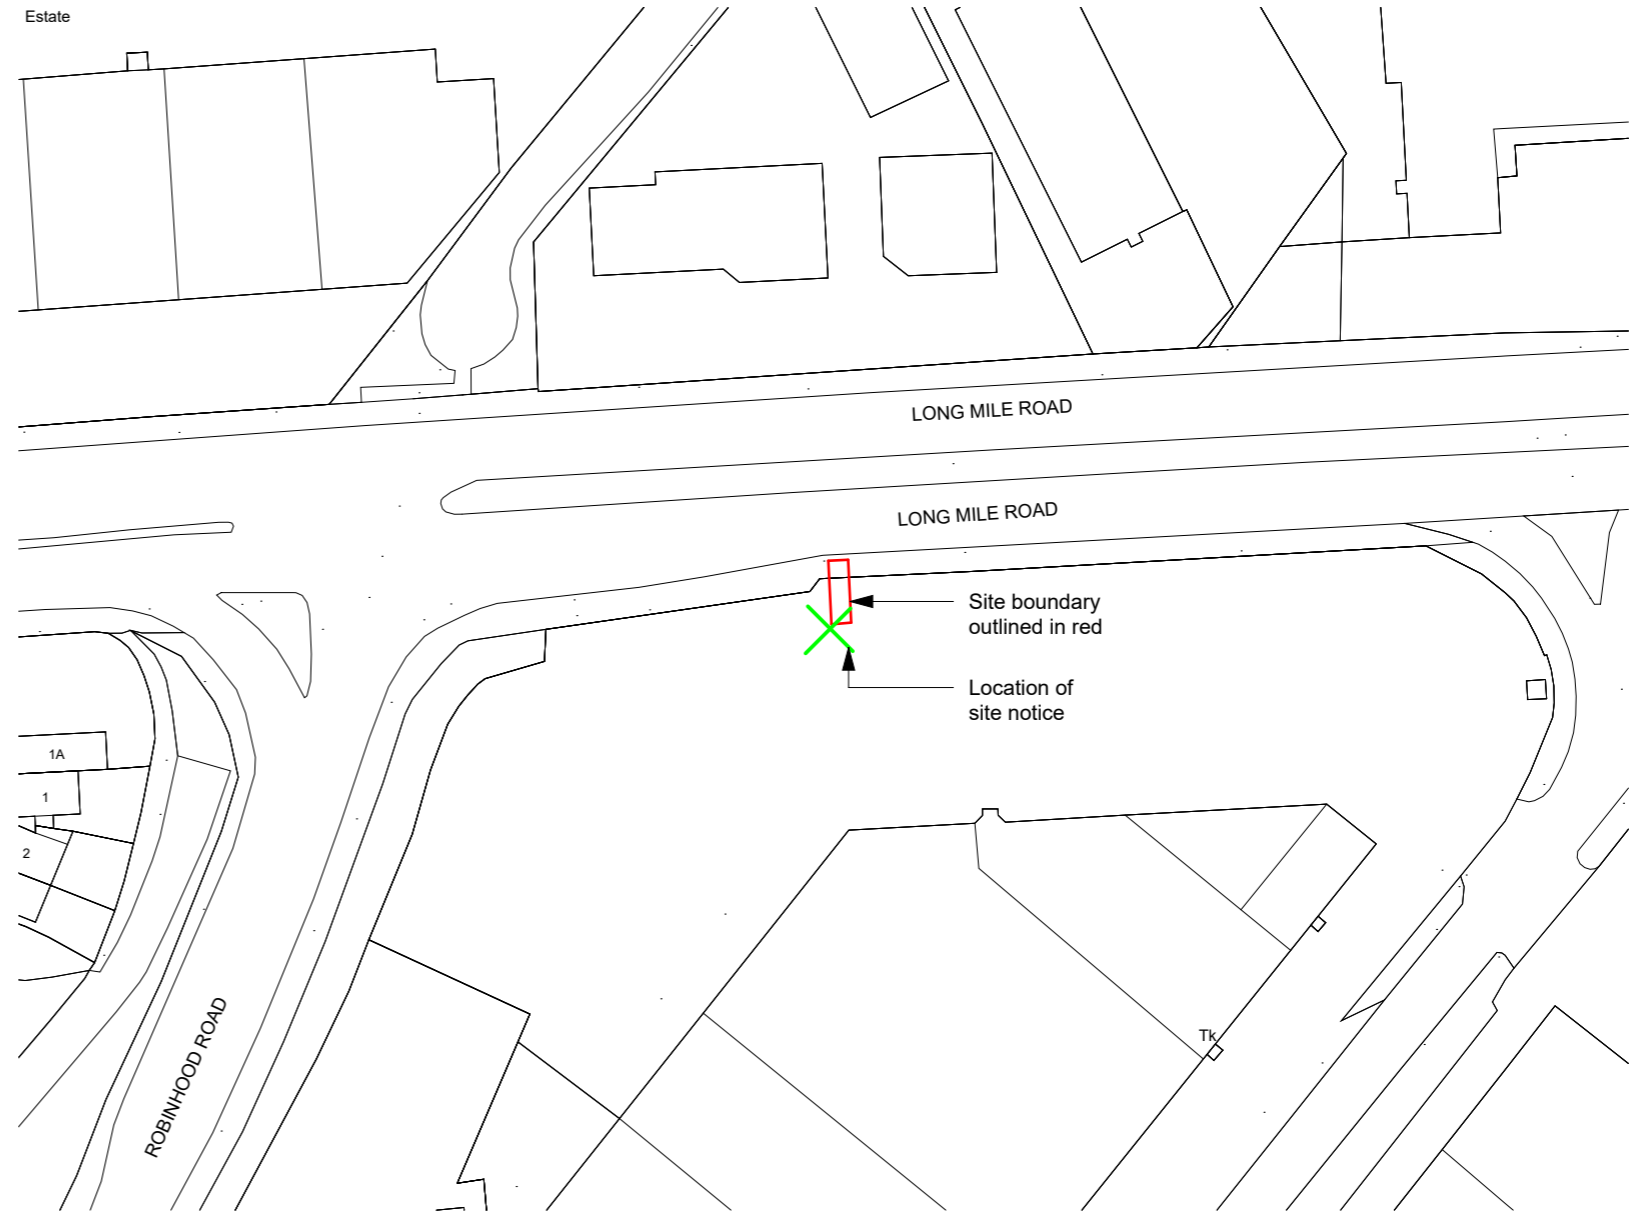 Estate
LONG MILE ROAD
LONG MILE ROAD
Site boundary
outlined in red
Location of
site notice
1A
1
2
ROBINHOOD ROAD
Tk